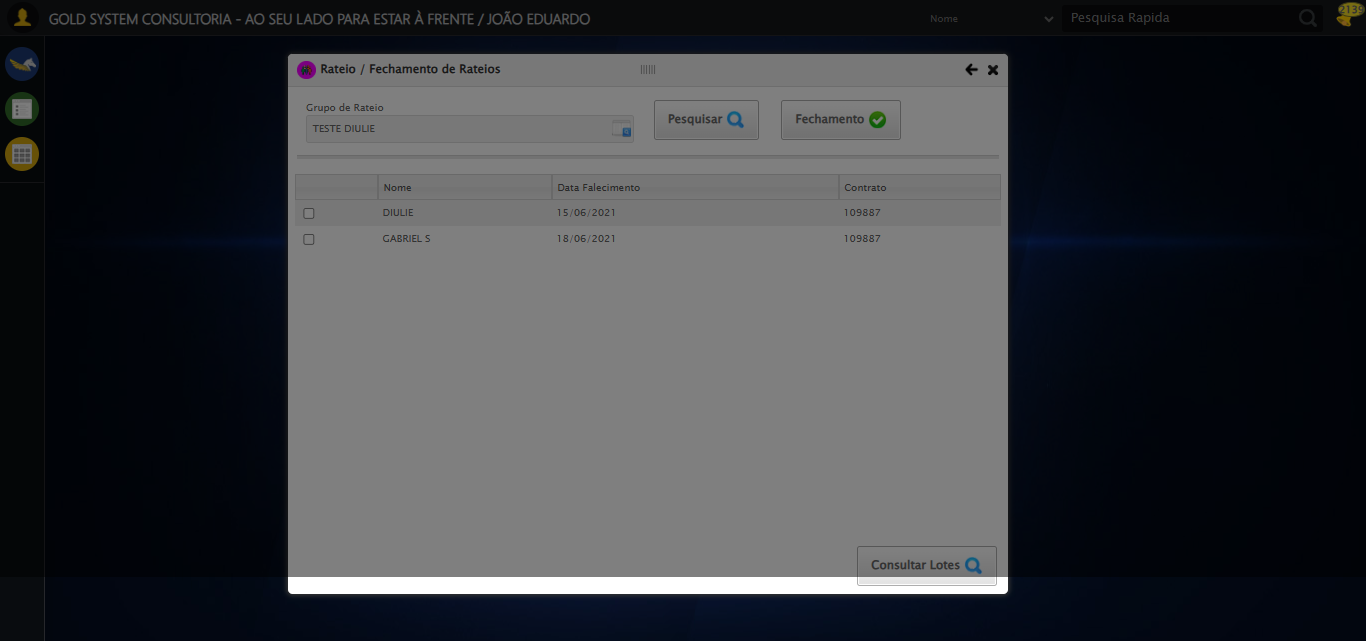 GOLD SYSTEM CONSULTORIA - AO SEU LADO PARA ESTAR À FRENTE / JOÃO EDUARDO
Nome
Pesquisa Rapida
2139
Rateio / Fechamento de Rateios
Grupo de Rateio
TESTE DIULIE
Pesquisar
Fechamento
Nome Data Falecimento Contrato
DIULIE 15/06/2021 109887
GABRIEL S 18/06/2021 109887
Consultar Lotes